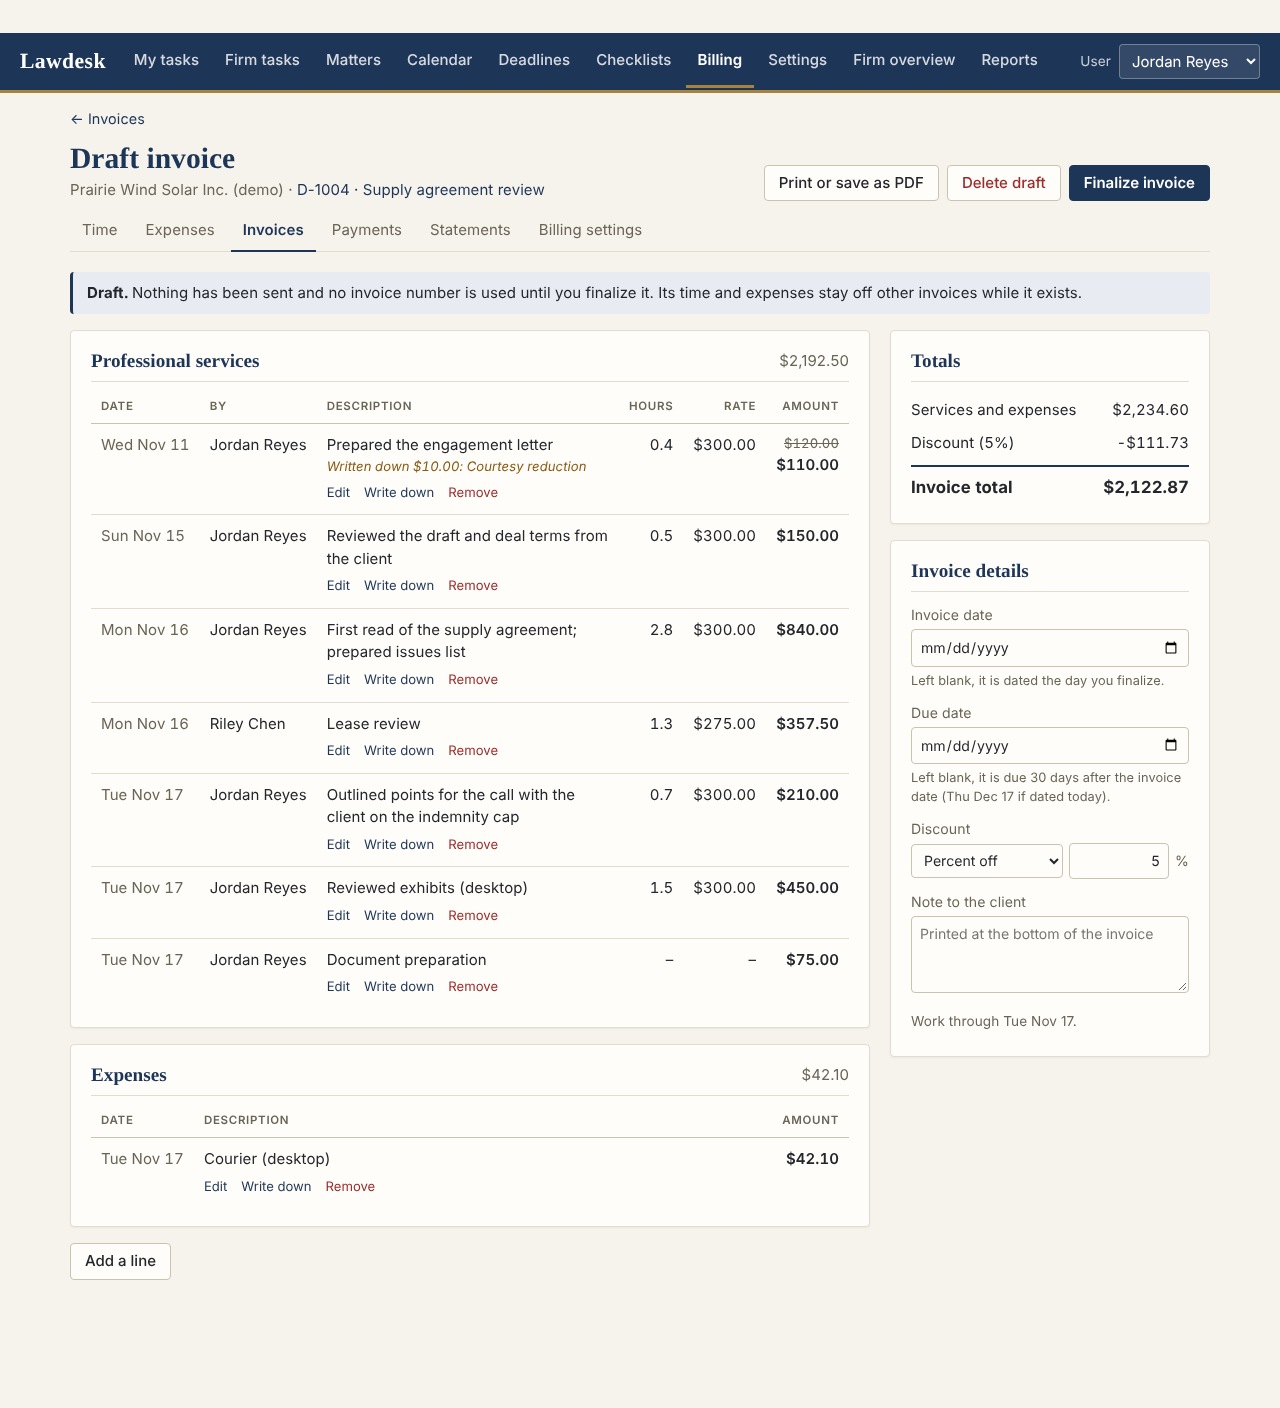 Lawdesk My tasks Firm tasks Matters Calendar Deadlines Checklists Billing Settings Firm overview Reports User Jordan Reyes
← Invoices
Draft invoice
Prairie Wind Solar Inc. (demo) · D-1004 · Supply agreement review
Print or save as PDF Delete draft Finalize invoice
Time Expenses Invoices Payments Statements Billing settings
Draft. Nothing has been sent and no invoice number is used until you finalize it. Its time and expenses stay off other invoices while it exists.
Professional services $2,192.50
DATE BY DESCRIPTION HOURS RATE AMOUNT
Wed Nov 11 Jordan Reyes Prepared the engagement letter 0.4 $300.00 $120.00
Written down $10.00: Courtesy reduction $110.00
Edit Write down Remove
Sun Nov 15 Jordan Reyes Reviewed the draft and deal terms from 0.5 $300.00 $150.00
the client
Edit Write down Remove
Mon Nov 16 Jordan Reyes First read of the supply agreement; 2.8 $300.00 $840.00
prepared issues list
Edit Write down Remove
Mon Nov 16 Riley Chen Lease review 1.3 $275.00 $357.50
Edit Write down Remove
Tue Nov 17 Jordan Reyes Outlined points for the call with the 0.7 $300.00 $210.00
client on the indemnity cap
Edit Write down Remove
Tue Nov 17 Jordan Reyes Reviewed exhibits (desktop) 1.5 $300.00 $450.00
Edit Write down Remove
Tue Nov 17 Jordan Reyes Document preparation – – $75.00
Edit Write down Remove
Expenses $42.10
DATE DESCRIPTION AMOUNT
Tue Nov 17 Courier (desktop) $42.10
Edit Write down Remove
Add a line
Totals
Services and expenses $2,234.60
Discount (5%) -$111.73
Invoice total $2,122.87
Invoice details
Invoice date
mm/dd/yyyy
Left blank, it is dated the day you finalize.
Due date
mm/dd/yyyy
Left blank, it is due 30 days after the invoice
date (Thu Dec 17 if dated today).
Discount
Percent off 5 %
Note to the client
Printed at the bottom of the invoice
Work through Tue Nov 17.